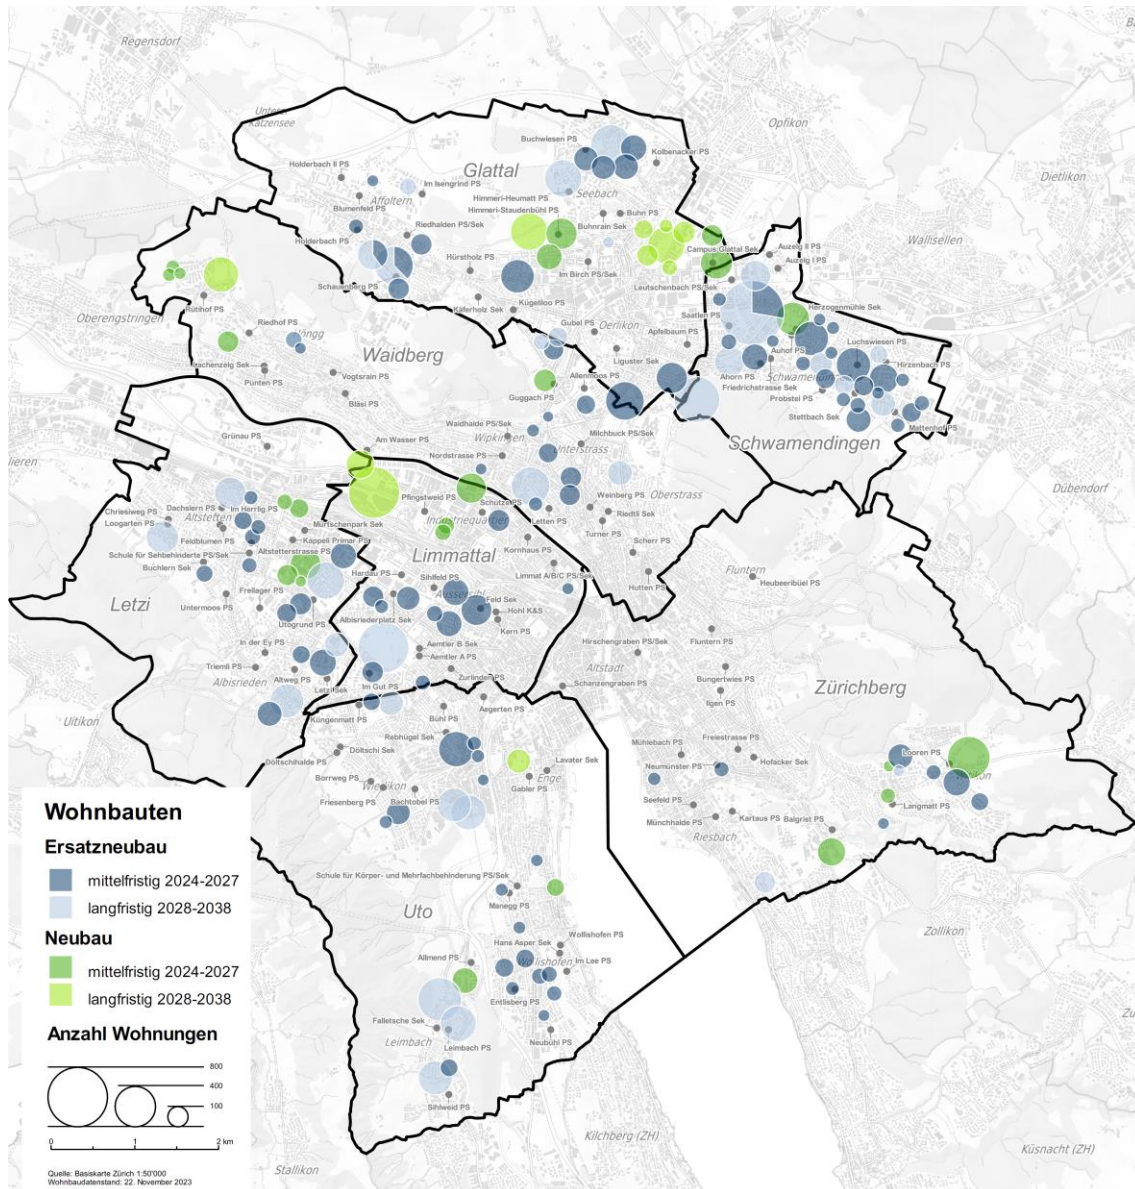 Regensdorf
Opfikon
Dietlikon
Wallisellen
Dübendorf
Oberengstringen
Uitikon
Zollikon
Kilchberg (ZH)
Küsnacht (ZH)
Stallikon
Katzensee
Glattal
Buchwiesen PS
Kolbenacker PS
Seebach
Holderbach II PS
Im Isengrind PS
Affoltern
Blumenfeld PS
Himmeri-Heumatt PS
Himmeri-Staudenbühl PS
Buhn PS
Buhnrain Sek
Riedhalden PS/Sek
Holderbach PS
Hürstholz PS
Im Birch PS/Sek
Campus Glattal Sek
Auzelg II PS
Auzelg I PS
Leutschenbach PS/Sek
Schauenberg PS
Käferholz Sek
Kügeliloo PS
Saatlen PS
Herzogenmühle Sek
Rütihof PS
Riedhof PS
Höngg
Waidberg
Gubel PS
Oerlikon
Apfelbaum PS
Luchswiesen PS
Auhof PS
Hirzenbach PS
Liguster Sek
Lachenzelg Sek
Pünten PS
Vogtsrain PS
Bläsi PS
Allenmoos PS
Ahorn PS
Schwamendingen
Friedrichstrasse Sek
Probstei PS
Guggach PS
Stettbach Sek
Mattenhof PS
Schwamendingen
Waidhalde PS/Sek
Milchbuck PS/Sek
Grünau PS
Am Wasser PS
Wipkingen
Nordstrasse PS
Unterstrass
Oberstrass
Pfingstweid PS
Schütze PS
Weinberg PS
Riedtli Sek
Turner PS
Letten PS
Industriequartier
Dachslern PS
Chriesiweg PS
Im Herrlig PS
Loogarten PS
Altstetten
Feldblumen PS
Mürtschenpark Sek
Kappeli Primar PS
Altstetterstrasse PS
Schule für Sehbehinderte PS/Sek
Buchlern Sek
Kornhaus PS
Scherr PS
Limmattal
Limmat A/B/C PS/Sek
Hutten PS
Fluntern
Heubeeribüel PS
Hardau PS
Sihlfeld PS
Aussersihl
Feld Sek
Hohl K&S
Kern PS
Letzi
Untermoos PS
Freilager PS
Utogrund PS
Albisriederplatz Sek
In der Ey PS
Triemli PS
Albisrieden
Altweg PS
Letzi Sek
Im Gut PS
Aemtler B Sek
Aemtler A PS
Zurlinden PS
Hirschengraben PS/Sek
Altstadt
Schanzengraben PS
Fluntern PS
Bungertwies PS
Ilgen PS
Zürichberg
Küngenmatt PS
Bühl PS
Aegerten PS
Rebhügel Sek
Döltschi Sek
Döltschihalde PS
Borrweg PS
Wiedikon
Friesenberg PS
Bachtobel PS
Lavater Sek
Enge
Gabler PS
Mühlebach PS
Freiestrasse PS
Neumünster PS
Hofacker Sek
Looren PS
Witikon
Seefeld PS
Münchhalde PS
Kartaus PS
Balgrist PS
Langmatt PS
Riesbach
Schule für Körper- und Mehrfachbehinderung PS/Sek
Manegg PS
Uto
Wollishofen PS
Hans Asper Sek
Wollishofen
Im Lee PS
Allmend PS
Entlisberg PS
Falletsche Sek
Leimbach
Leimbach PS
Neubühl PS
Sihlweid PS
Wohnbauten
Ersatzneubau
mittelfristig 2024-2027
langfristig 2028-2038
Neubau
mittelfristig 2024-2027
langfristig 2028-2038
Anzahl Wohnungen
800
400
100
0 1 2 km
Quelle: Basiskarte Zürich 1:50'000
Wohnbaudatenstand: 22. November 2023